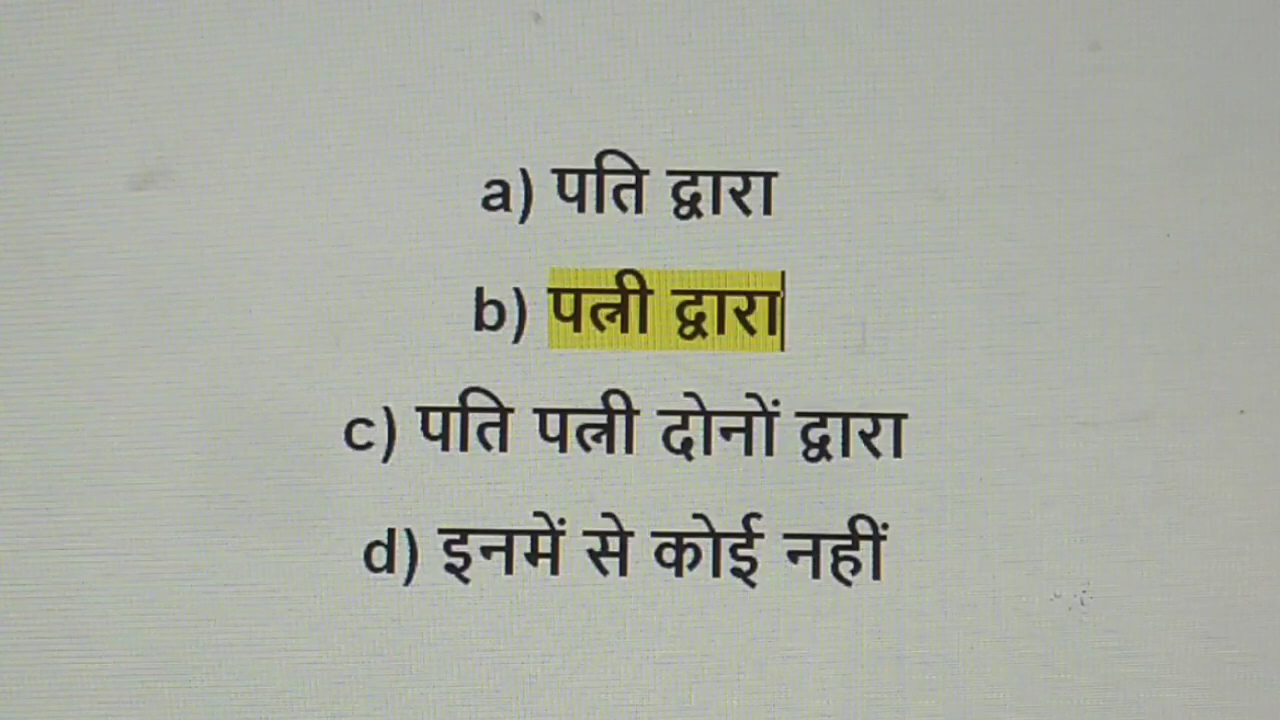 a) पति द्वारा
b) पत्नी द्वारा
c) पति पत्नी दोनों द्वारा
d) इनमें से कोई नहीं